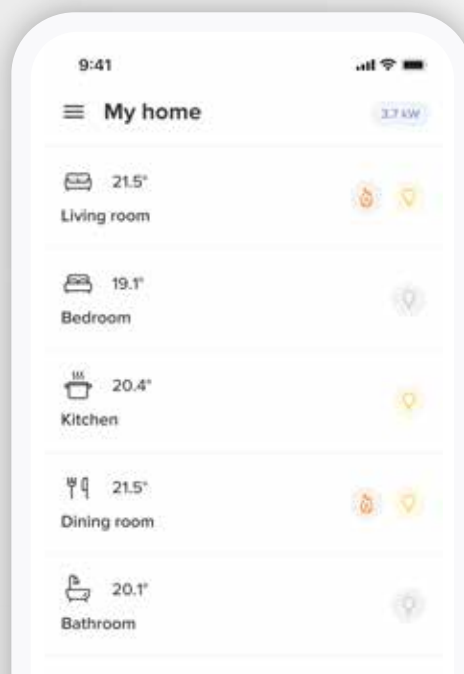 9:41
My home
3.7 kW
21.5°
Living room
19.1°
Bedroom
20.4°
Kitchen
21.5°
Dining room
20.1°
Bathroom